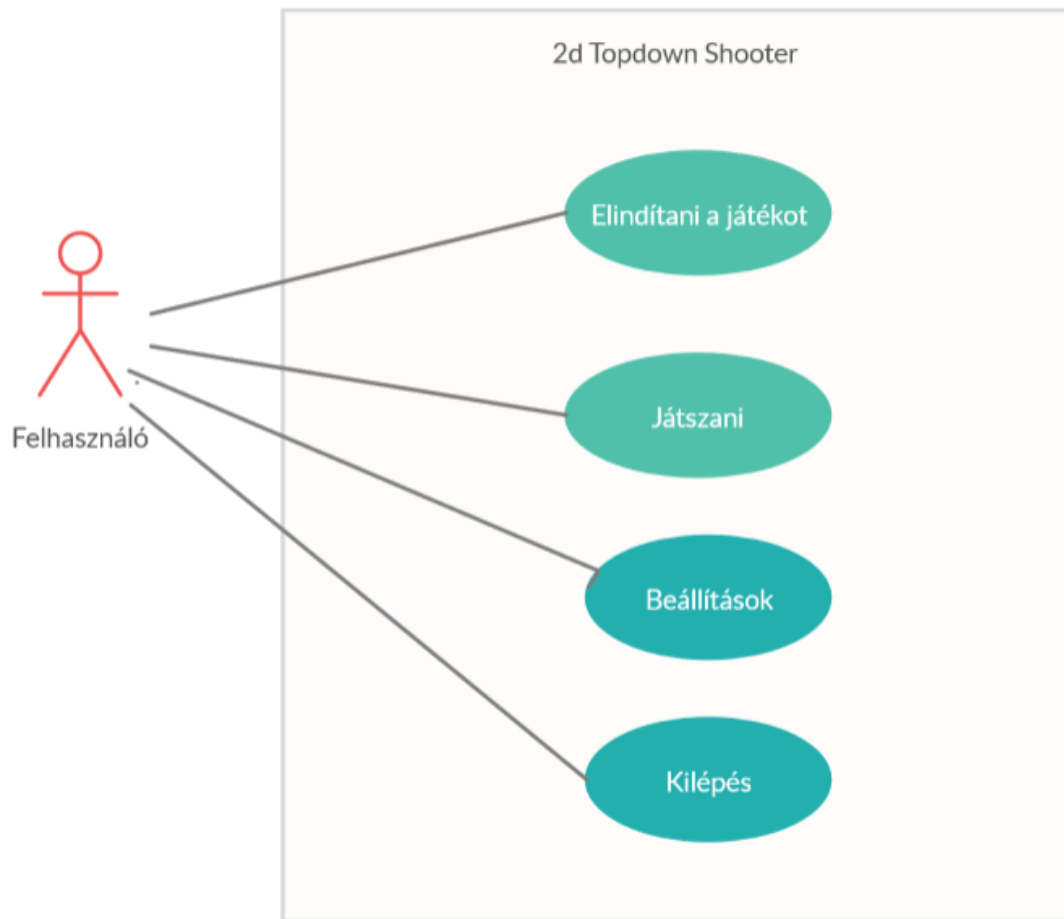 2d Topdown Shooter
Elindítani a játékot
Játszani
Felhasználó
Beállítások
Kilépés